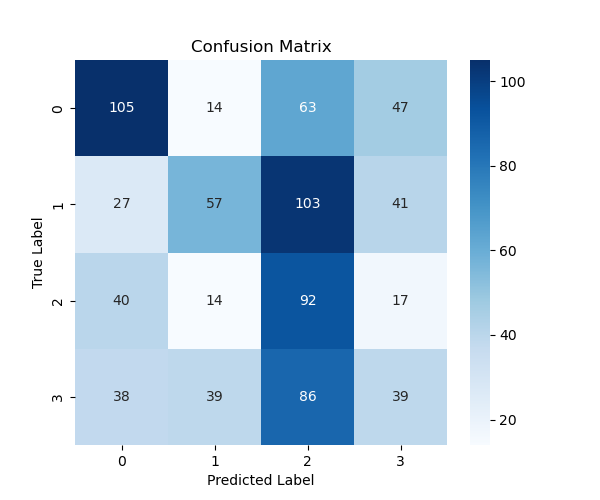 Confusion Matrix
True Label
0 105 14 63 47
1 27 57 103 41
2 40 14 92 17
3 38 39 86 39
0 1 2 3
Predicted Label
100
80
60
40
20